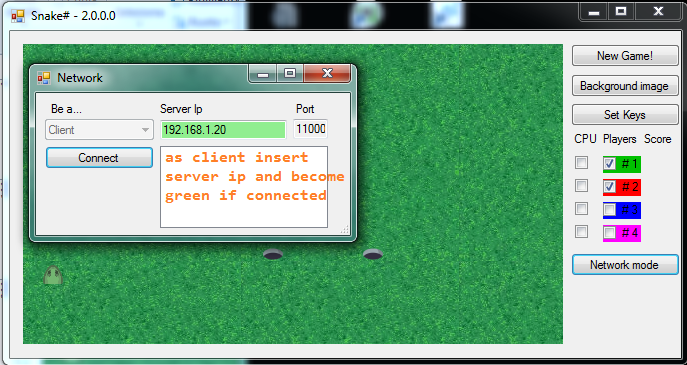 Snake# - 2.0.0.0
Network
Be a...
Server Ip
Port
Client
192.168.1.20
11000
Connect
as client insert
server ip and become
green if connected
New Game!
Background image
Set Keys
CPU Players Score
# 1
# 2
# 3
# 4
Network mode